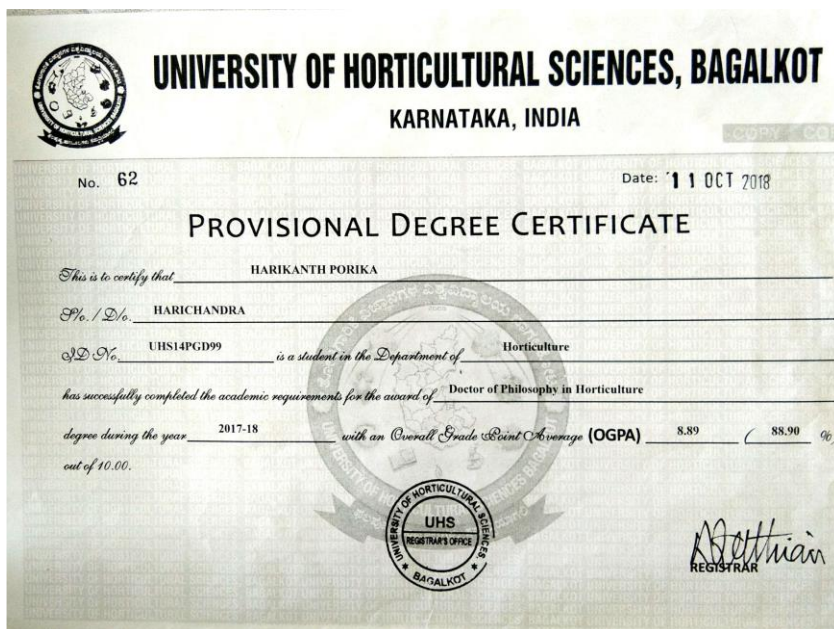 UNIVERSITY OF HORTICULTURAL SCIENCES, BAGALKOT
KARNATAKA, INDIA
COPY CO
No. 62 Date: 11 OCT 2018
PROVISIONAL DEGREE CERTIFICATE
This is to certify that HARIKANTH PORIKA
S/o. / D/o. HARICHANDRA
ID No. UHS14PGD99 is a student in the Department of Horticulture
has successfully completed the academic requirements for the award of Doctor of Philosophy in Horticulture
degree during the year 2017-18 with an Overall Grade Point Average (OGPA) 8.89 ( 88.90 %
out of 10.00.
UNIVERSITY OF HORTICULTURAL SCIENCES
UHS
REGISTRAR'S OFFICE
BAGALKOT
REGISTRAR